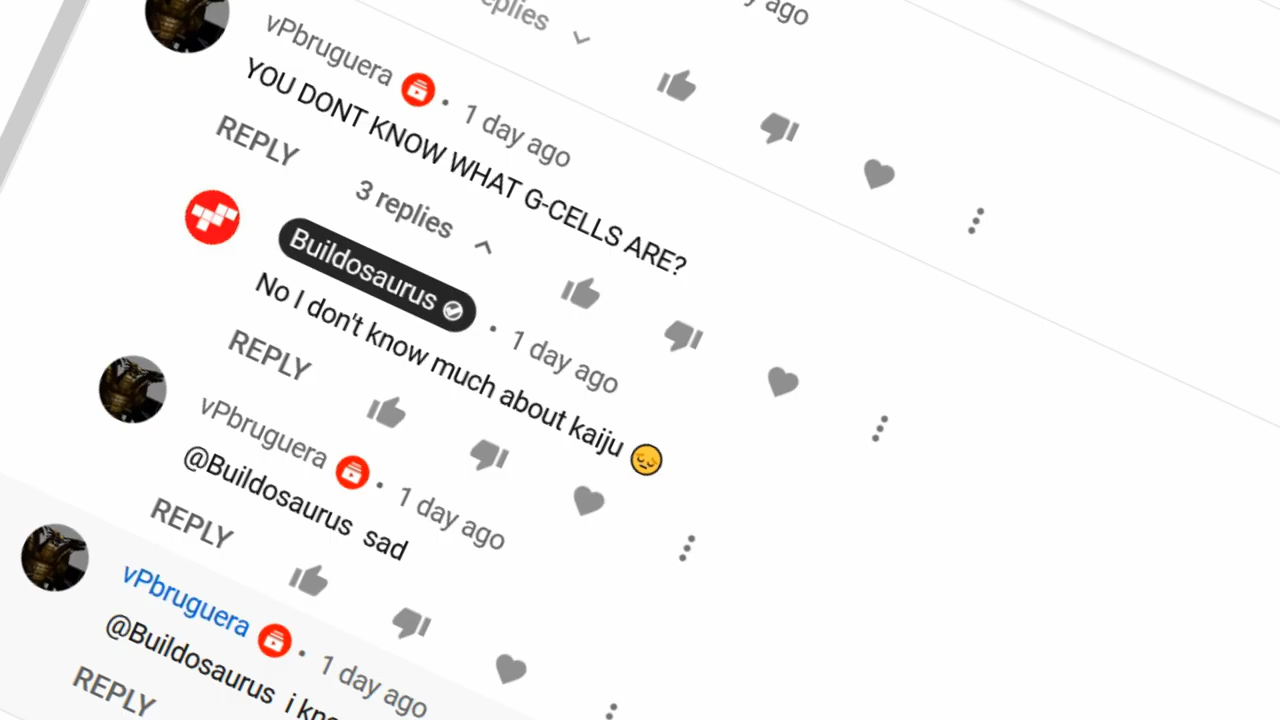 replies
ago
vPbruguera • 1 day ago
YOU DONT KNOW WHAT G-CELLS ARE?
REPLY
3 replies
Buildosaurus • 1 day ago
No I don't know much about kaiju 😔
REPLY
vPbruguera • 1 day ago
@Buildosaurus sad
REPLY
vPbruguera • 1 day ago
@Buildosaurus i
REPLY